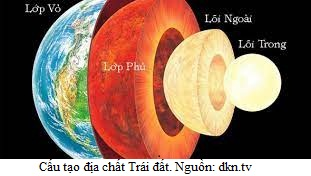 Lớp Vỏ
Lõi Ngoài
Lõi Trong
Lớp Phủ
Cấu tạo địa chất Trái đất. Nguồn: dkn.tv